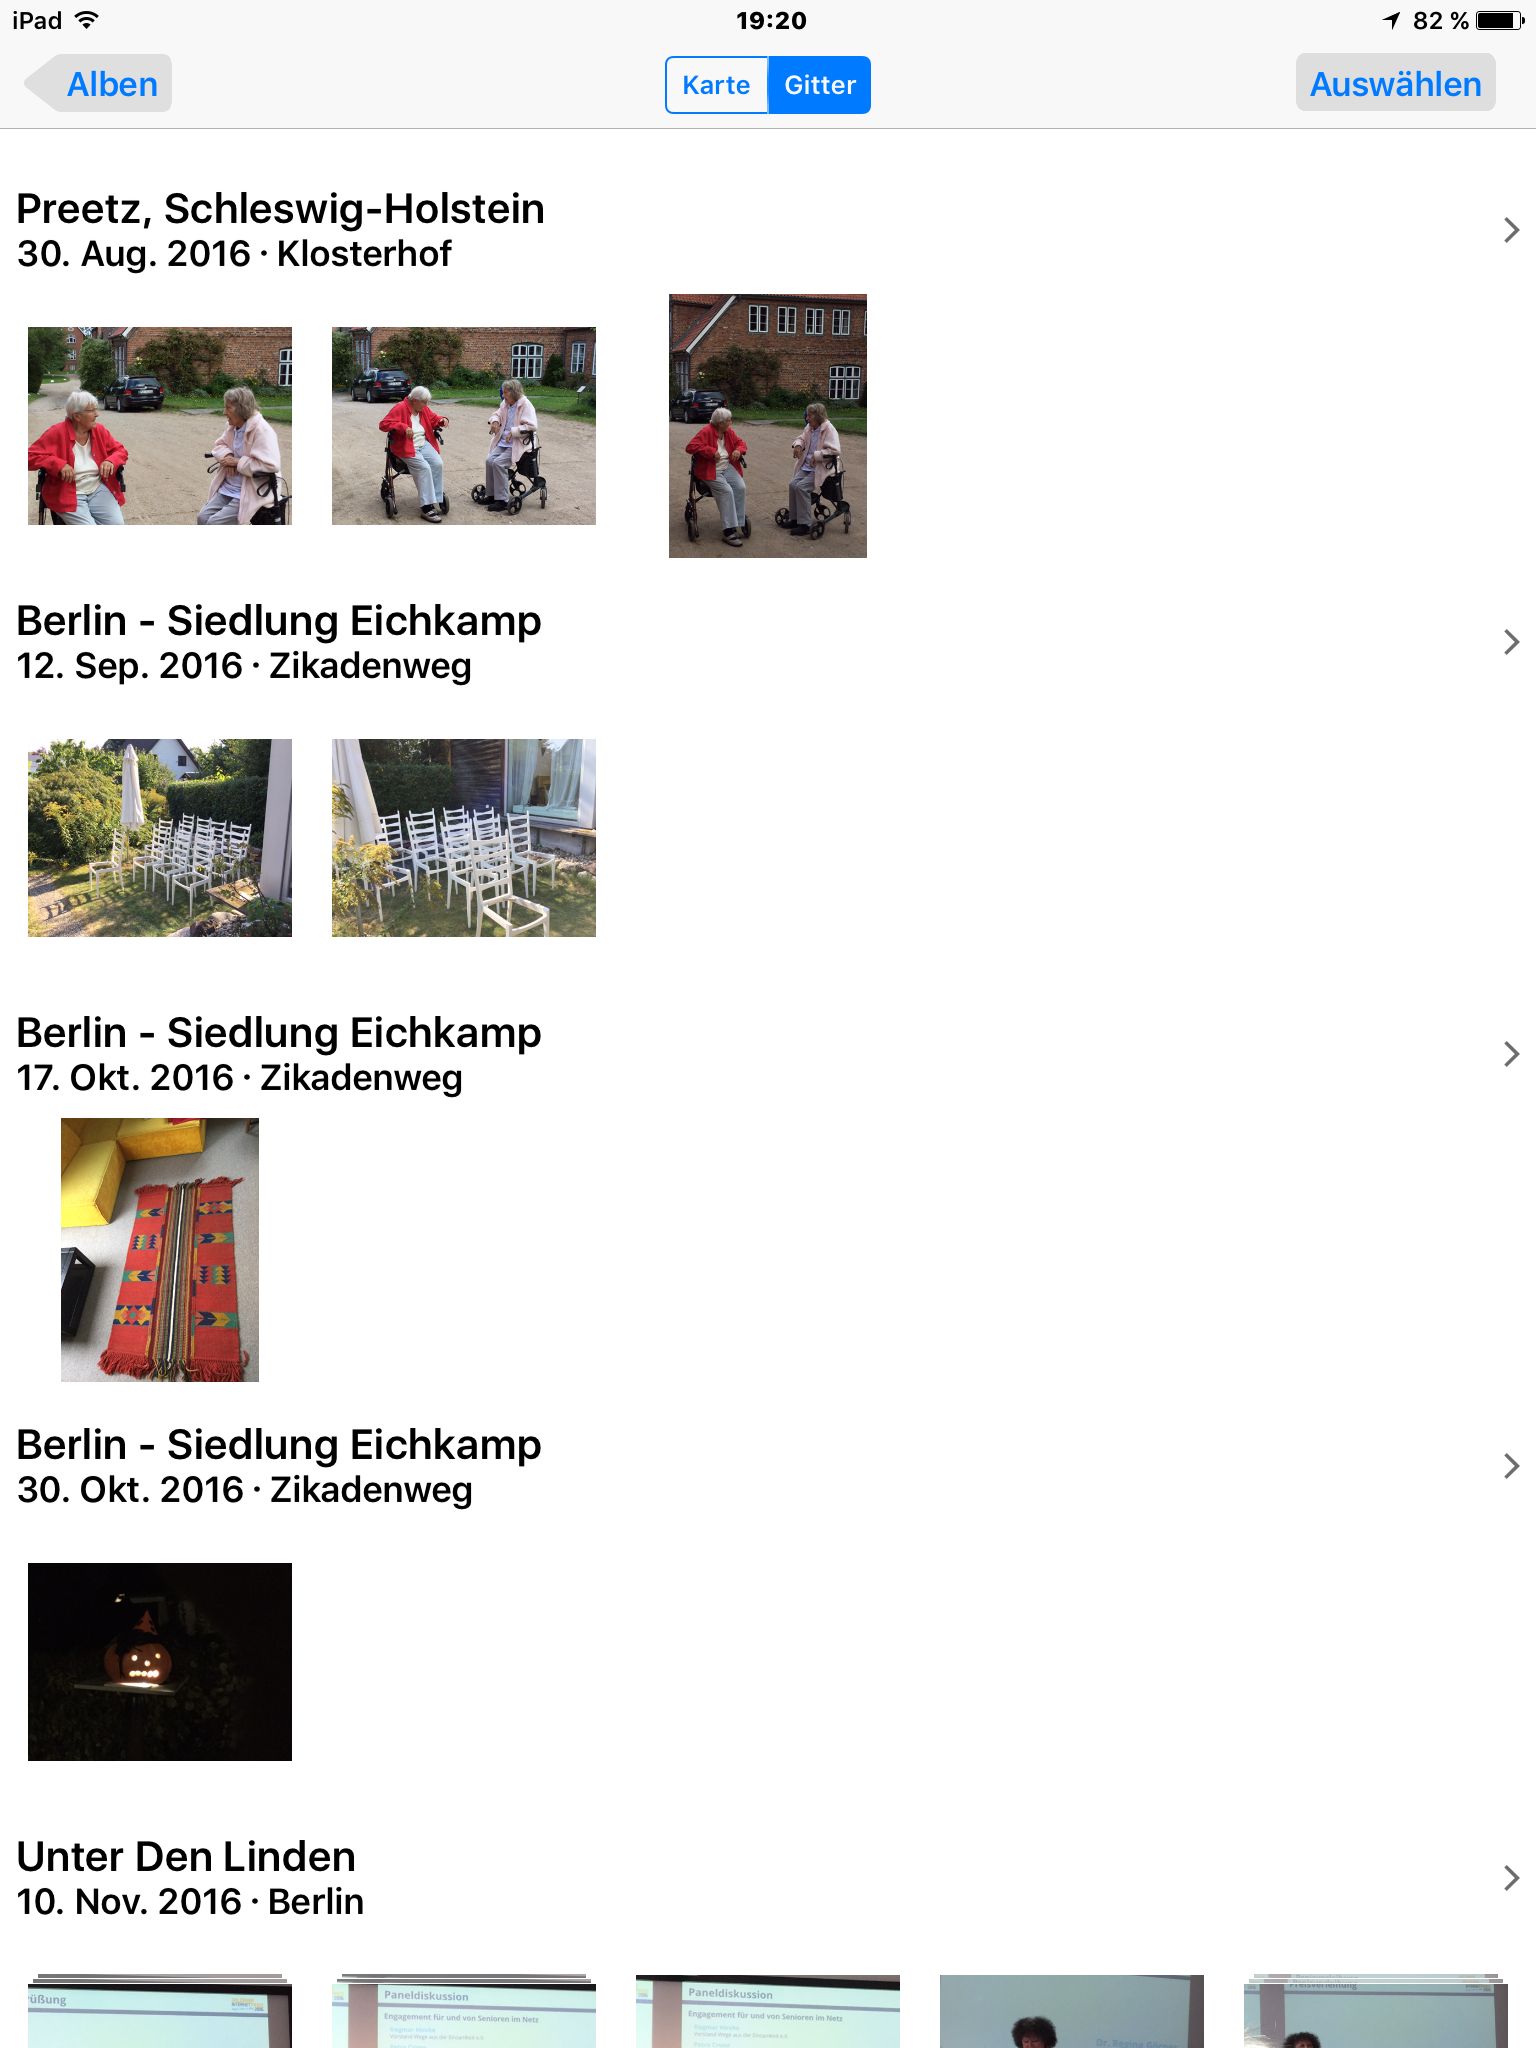 iPad 19:20 82 %
Alben Karte Gitter Auswählen
Preetz, Schleswig-Holstein
30. Aug. 2016 · Klosterhof
Berlin - Siedlung Eichkamp
12. Sep. 2016 · Zikadenweg
Berlin - Siedlung Eichkamp
17. Okt. 2016 · Zikadenweg
Berlin - Siedlung Eichkamp
30. Okt. 2016 · Zikadenweg
Unter Den Linden
10. Nov. 2016 · Berlin
rüßung
Paneldiskussion
Engagement für und von Senioren im Netz
Paneldiskussion
Engagement für und von Senioren im Netz
Preisverleihung